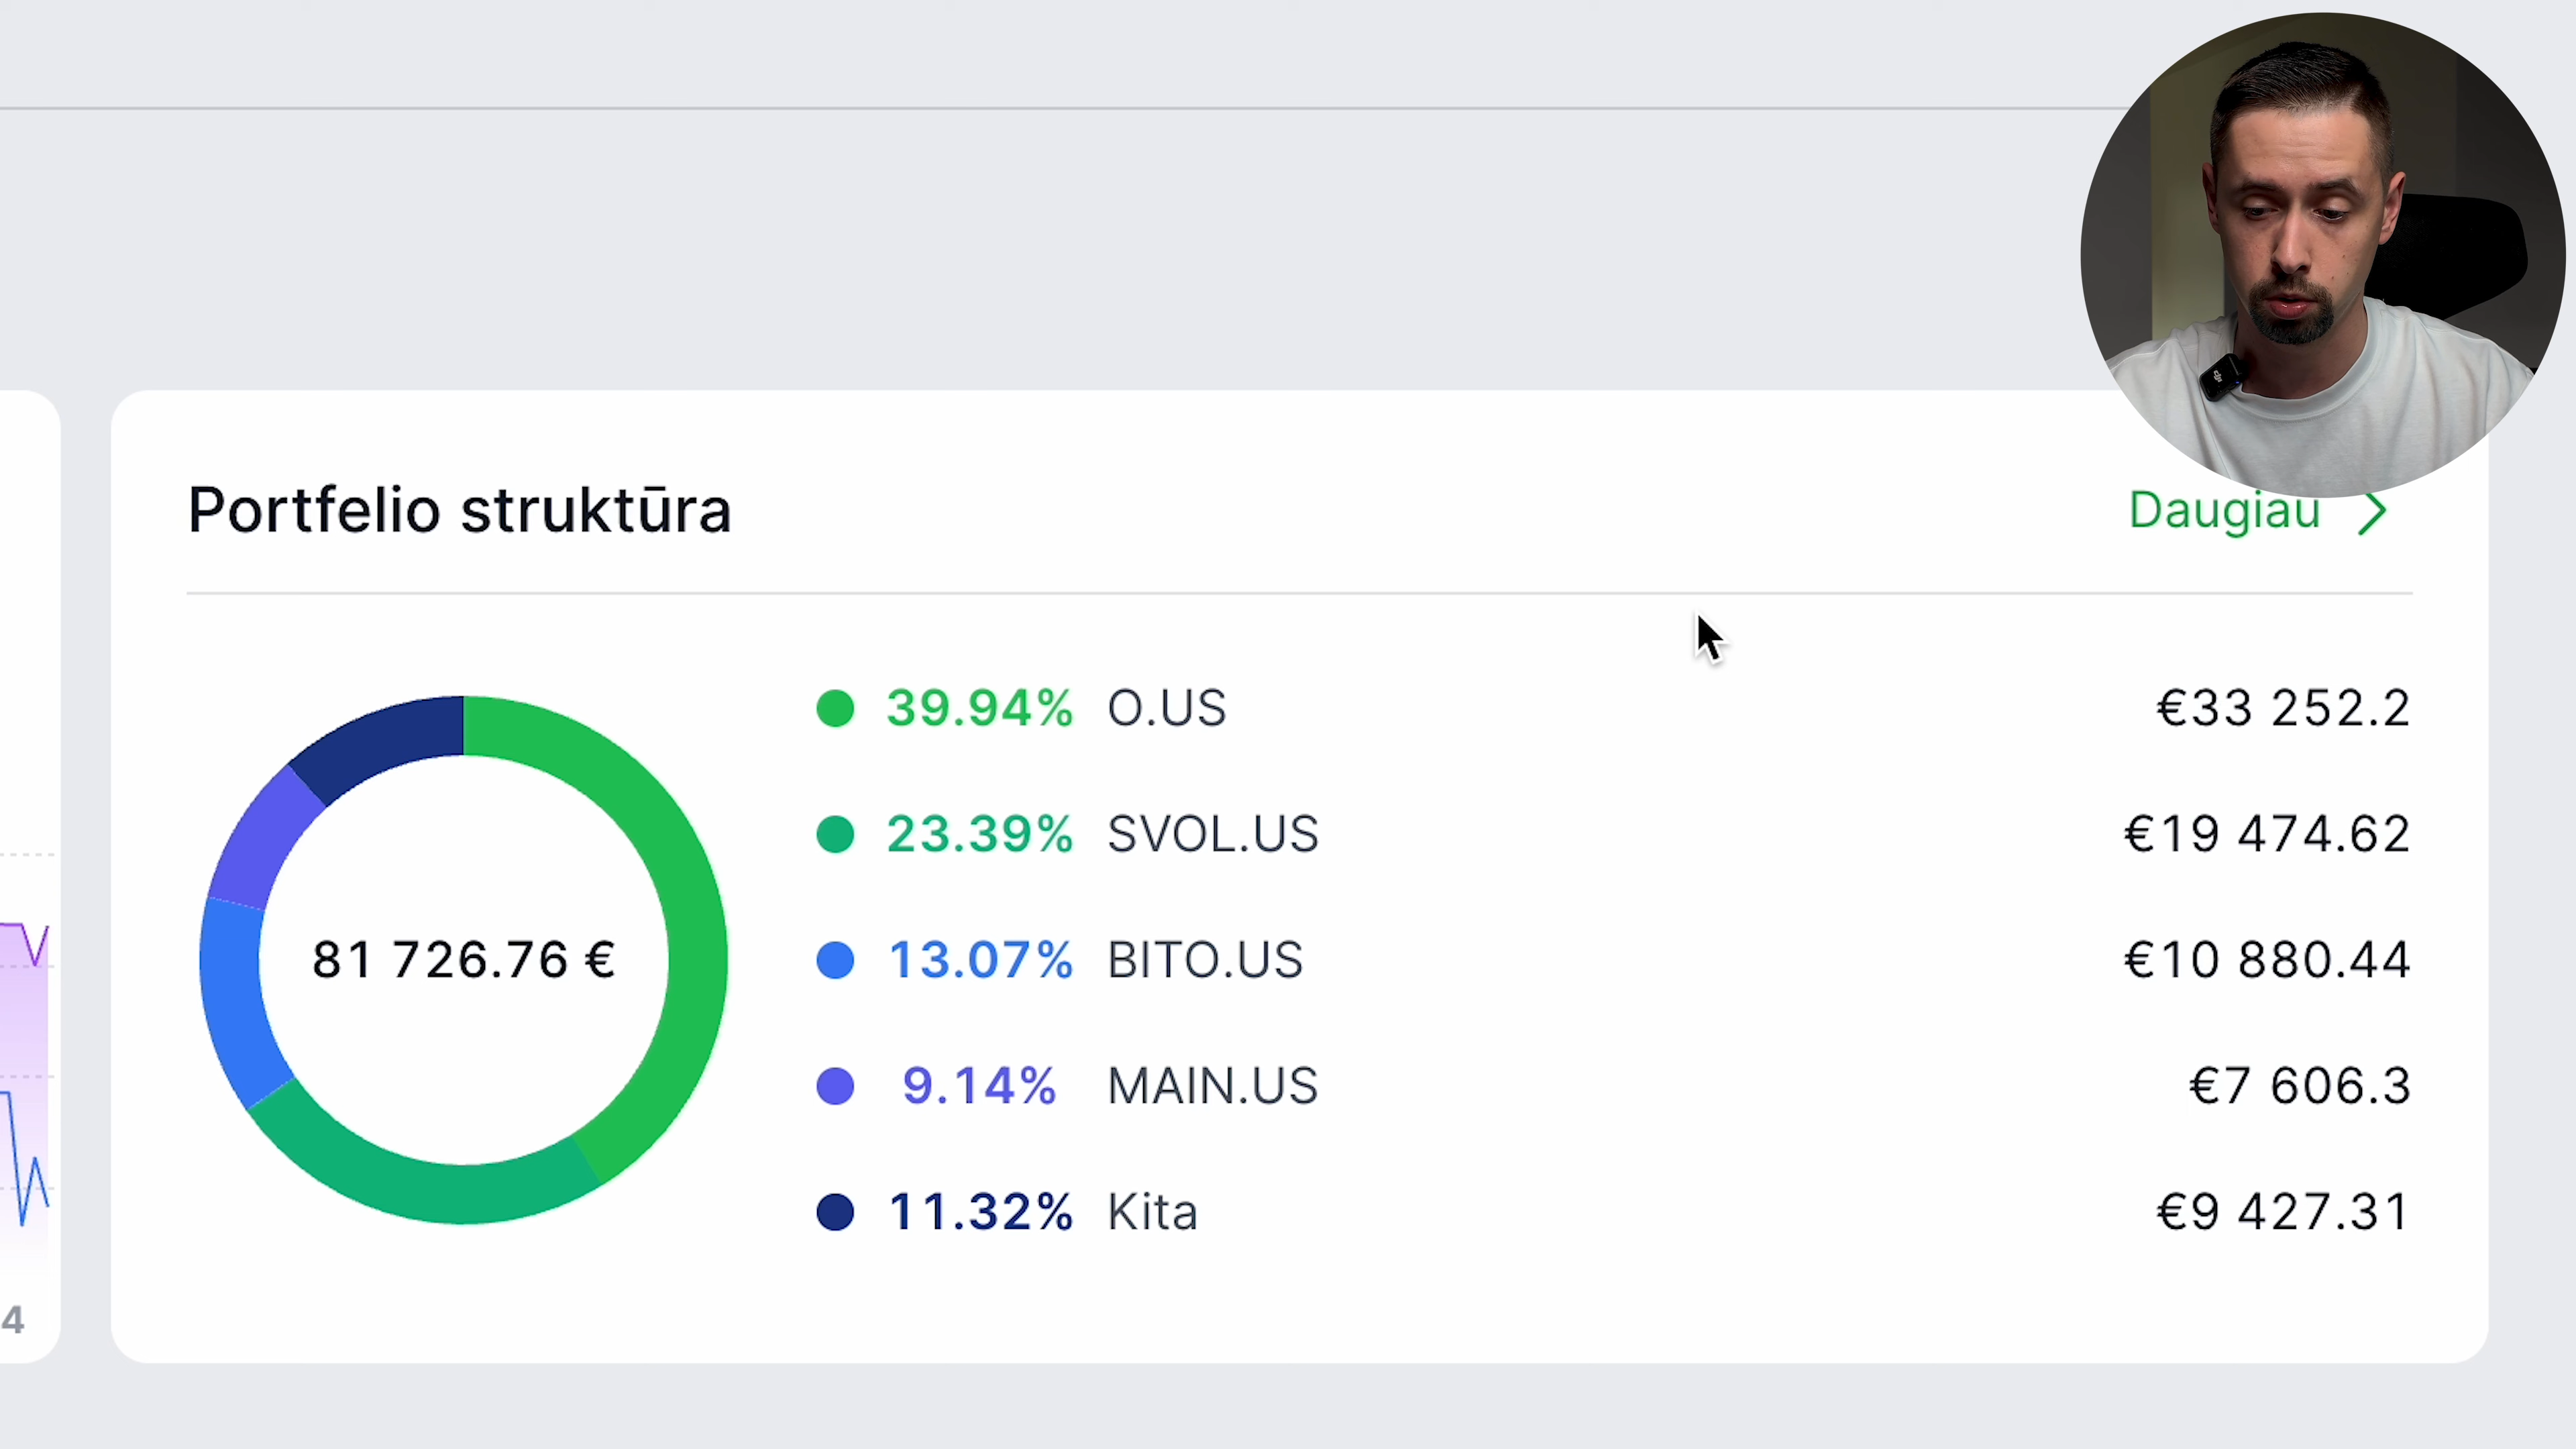 Portfelio struktūra
Daugiau
39.94% O.US €33 252.2
23.39% SVOL.US €19 474.62
81 726.76 €
13.07% BITO.US €10 880.44
9.14% MAIN.US €7 606.3
11.32% Kita €9 427.31
4